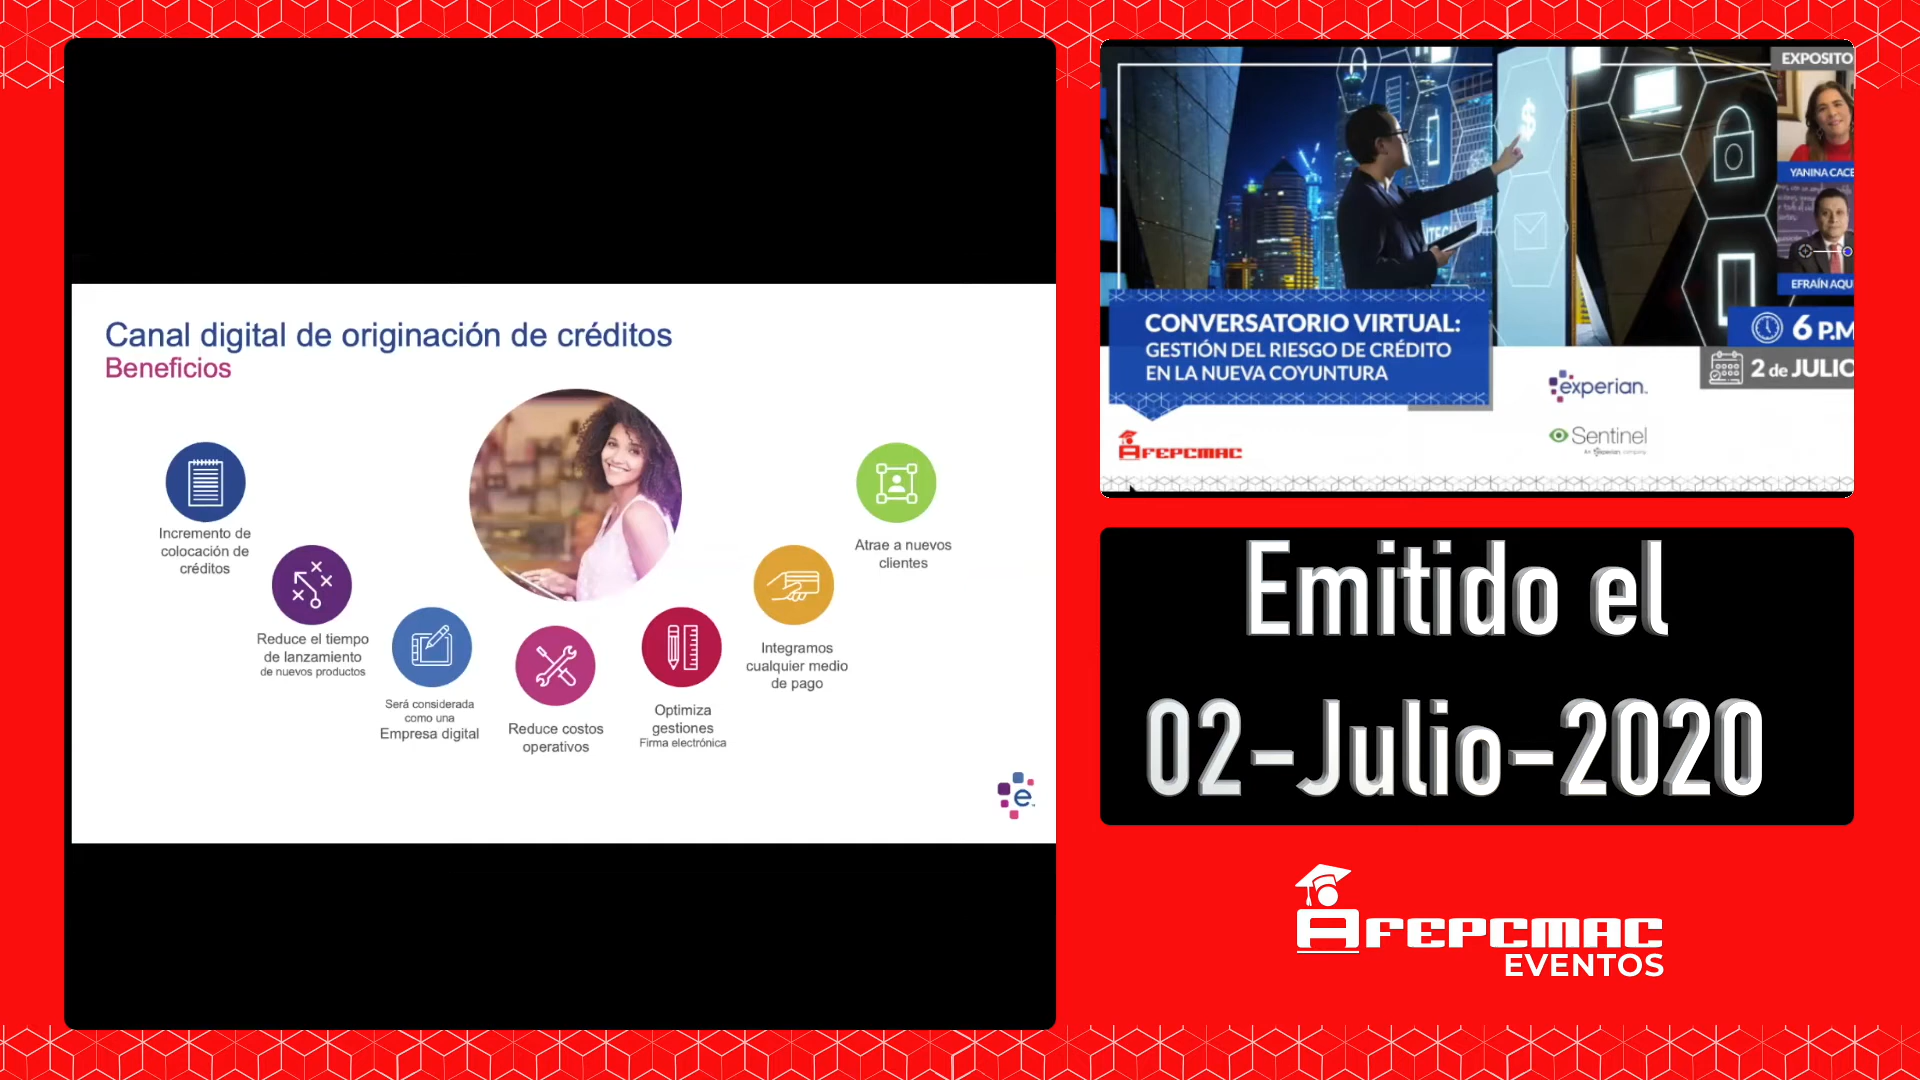 Canal digital de originación de créditos
Beneficios
Incremento de
colocación de
créditos
Reduce el tiempo
de lanzamiento
de nuevos productos
Será considerada
como una
Empresa digital
Reduce costos
operativos
Optimiza
gestiones
Firma electrónica
Integramos
cualquier medio
de pago
Atrae a nuevos
clientes
e
EXPOSITO
YANINA CACE
EFRAÍN AQU
6 P.M
2 de JULIO
CONVERSATORIO VIRTUAL:
GESTIÓN DEL RIESGO DE CRÉDITO
EN LA NUEVA COYUNTURA
experian.
Sentinel
AFEPCMAC
Emitido el
02-Julio-2020
AFEPCMAC
EVENTOS